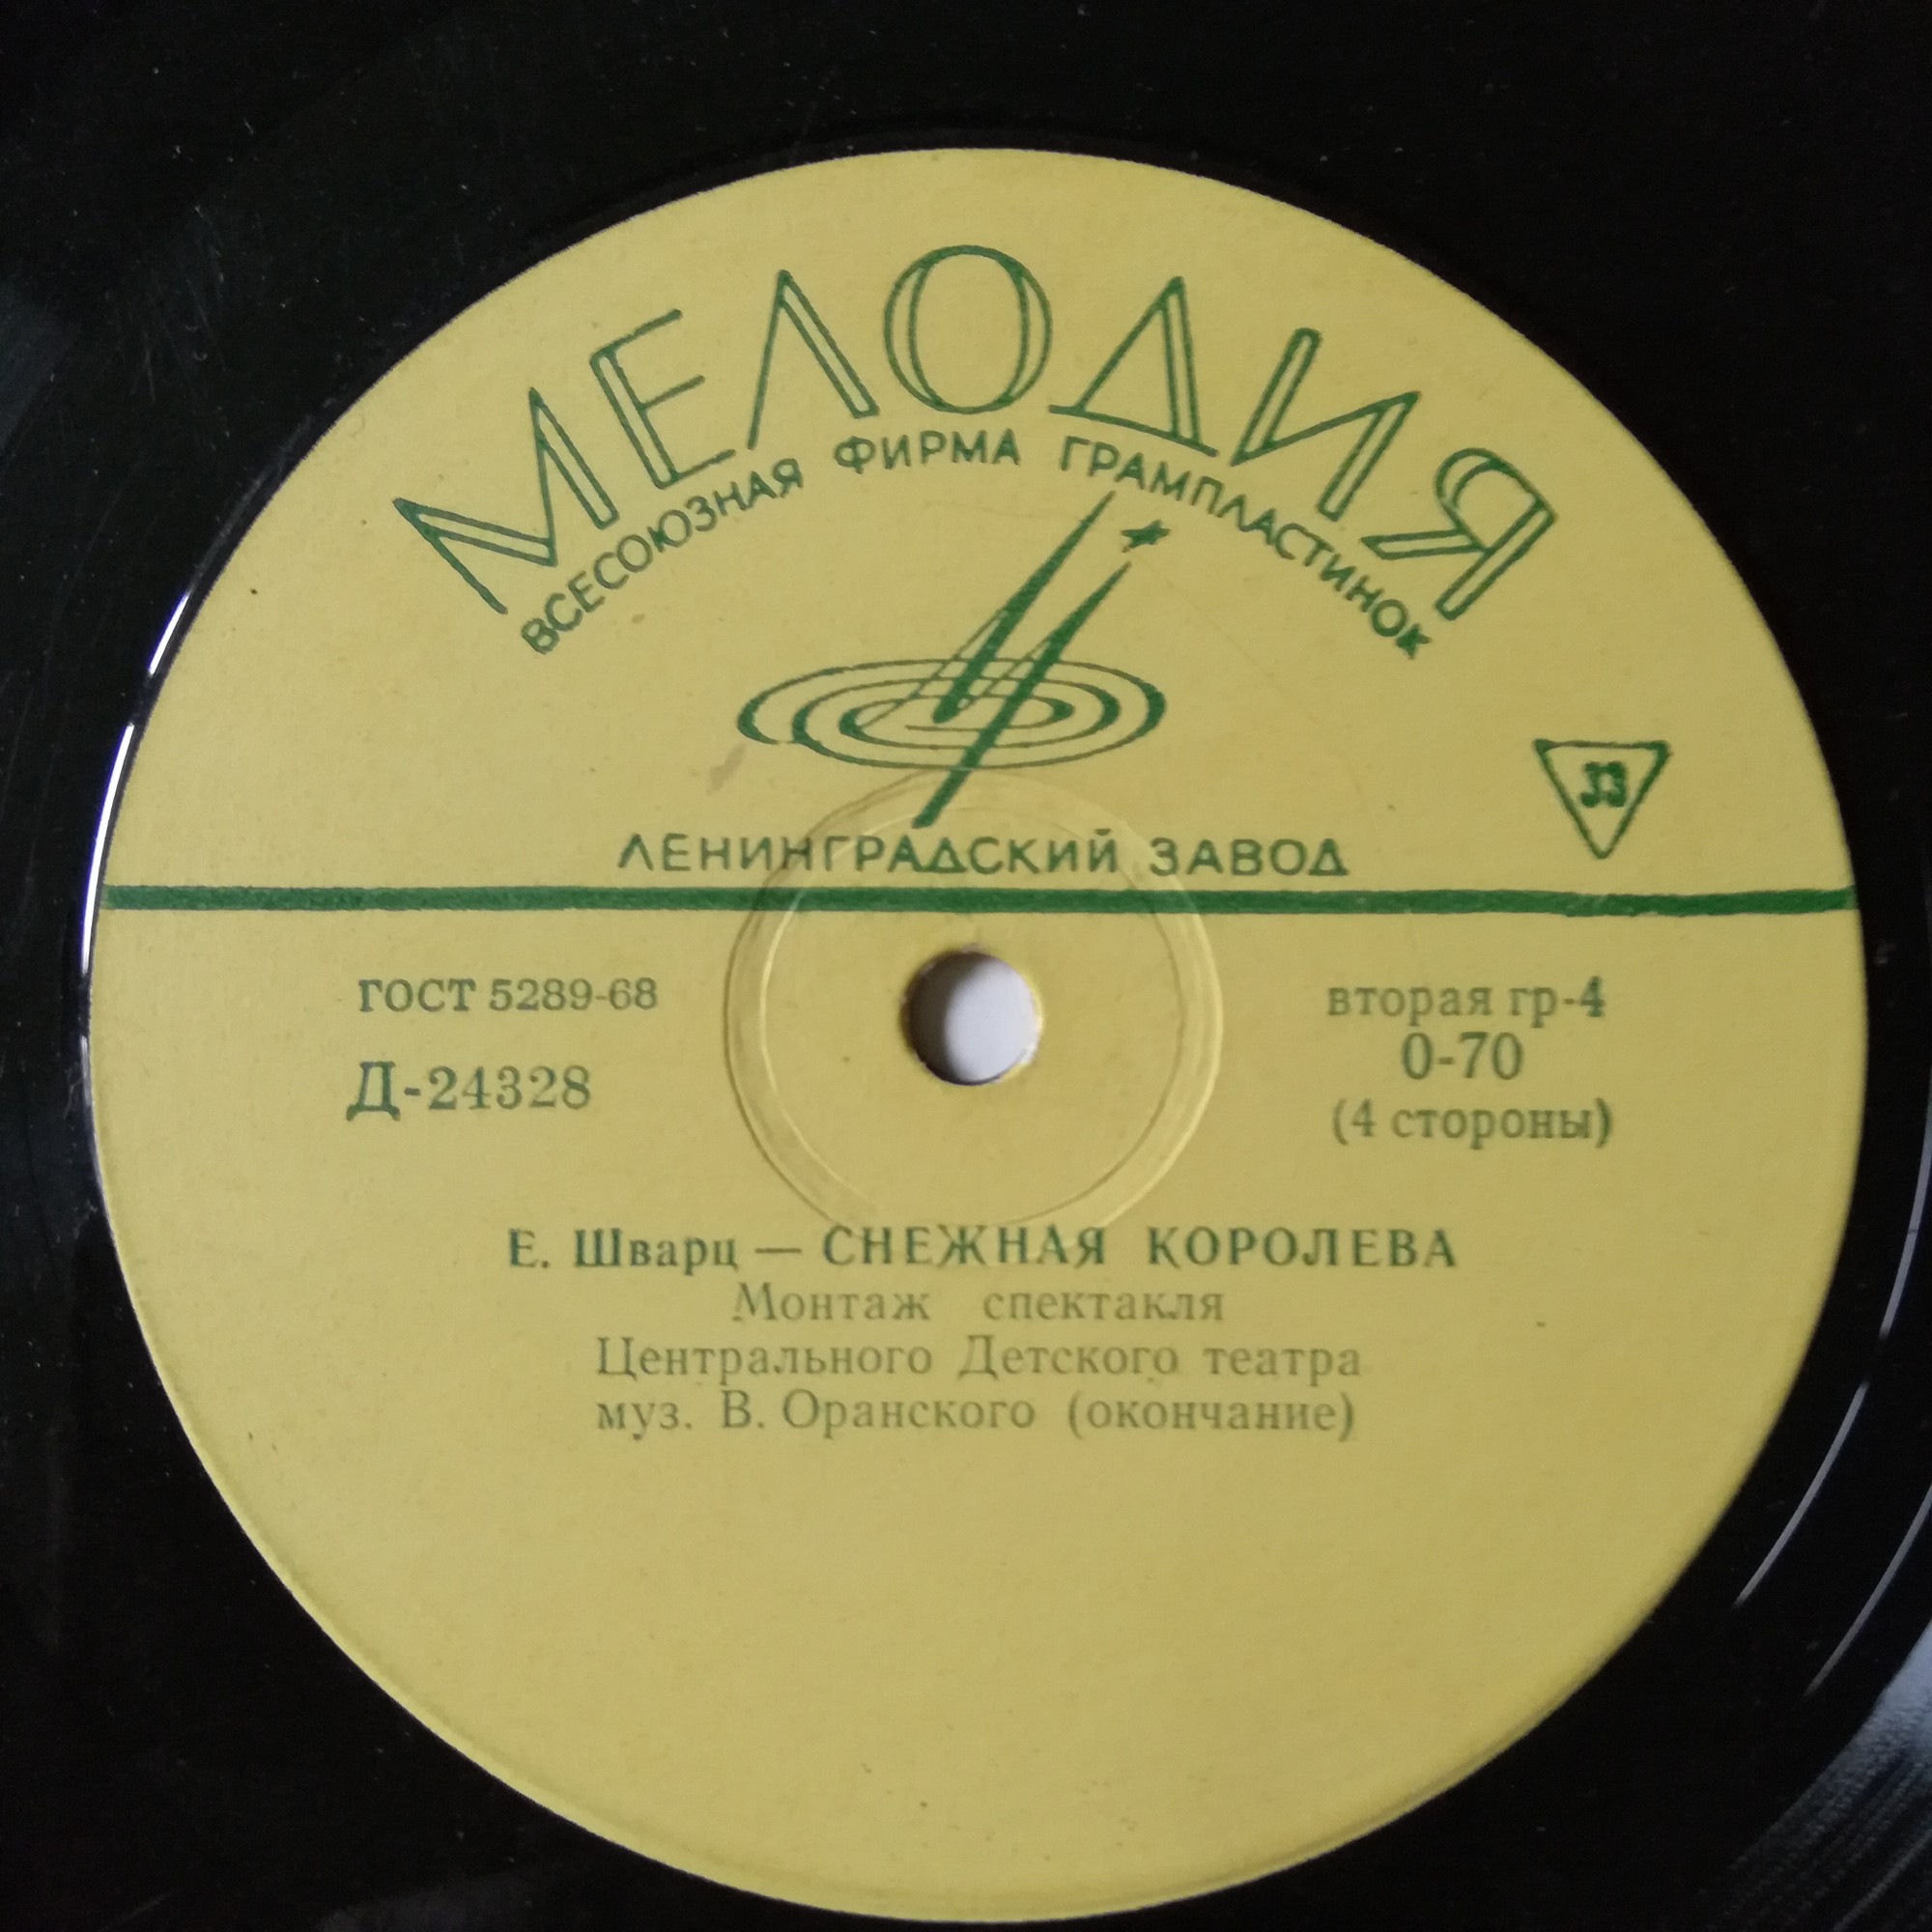 МЕЛОДИЯ
ВСЕСОЮЗНАЯ ФИРМА ГРАМПЛАСТИНОК
33
ЛЕНИНГРАДСКИЙ ЗАВОД
ГОСТ 5289-68
Д-24328
вторая гр-4
0-70
(4 стороны)
Е. Шварц — СНЕЖНАЯ КОРОЛЕВА
Монтаж спектакля
Центрального Детского театра
муз. В. Оранского (окончание)